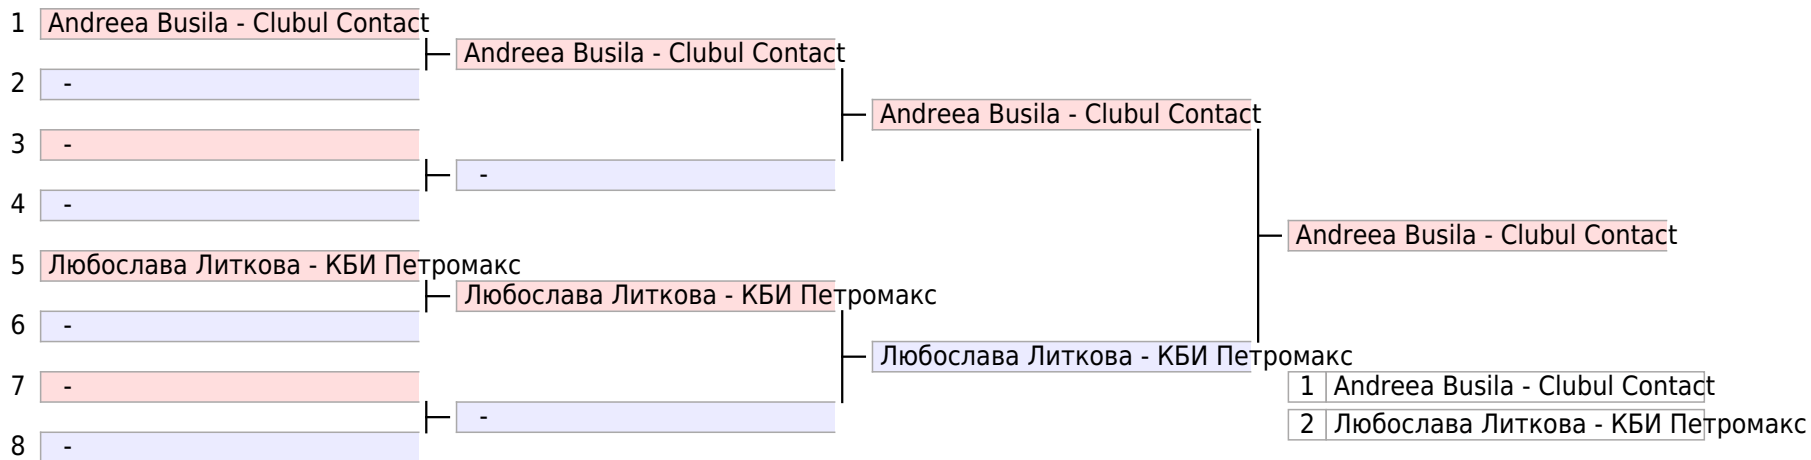 1 Andreea Busila - Clubul Contact
Andreea Busila - Clubul Contact
2 -
Andreea Busila - Clubul Contact
3 -
-
4 -
Andreea Busila - Clubul Contact
5 Любослава Литкова - КБИ Петромакс
Любослава Литкова - КБИ Петромакс
6 -
Любослава Литкова - КБИ Петромакс
7 -
1 Andreea Busila - Clubul Contact
-
2 Любослава Литкова - КБИ Петромакс
8 -